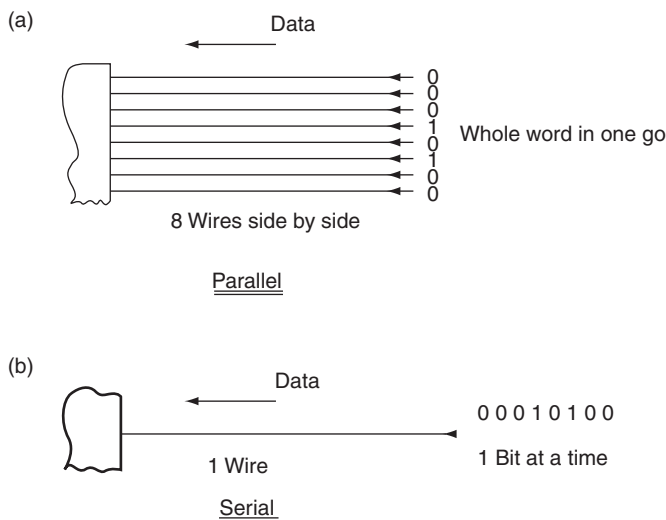 (a)
Data
0
0
0
1
0
1
0
0
Whole word in one go
8 Wires side by side
Parallel
(b)
Data
0 0 0 1 0 1 0 0
1 Wire
1 Bit at a time
Serial